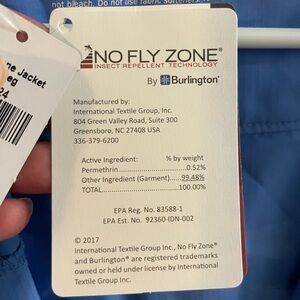 not bleach. Do not use fabric softeners.
ne Jacket
eg
24
NO FLY ZONE®
INSECT REPELLENT TECHNOLOGY
By Burlington®
Manufactured by:
International Textile Group, Inc.
804 Green Valley Road, Suite 300
Greensboro, NC 27408 USA
336-379-6200
Active Ingredient: % by weight
Permethrin...............0.52%
Other Ingredient (Garment).....99.48%
TOTAL........................100.00%
EPA Reg. No. 83588-1
EPA Est. No. 92360-IDN-002
© 2017
International Textile Group Inc., No Fly Zone®
and Burlington® are registered trademarks
owned or held under license by International
Textile Group, Inc.